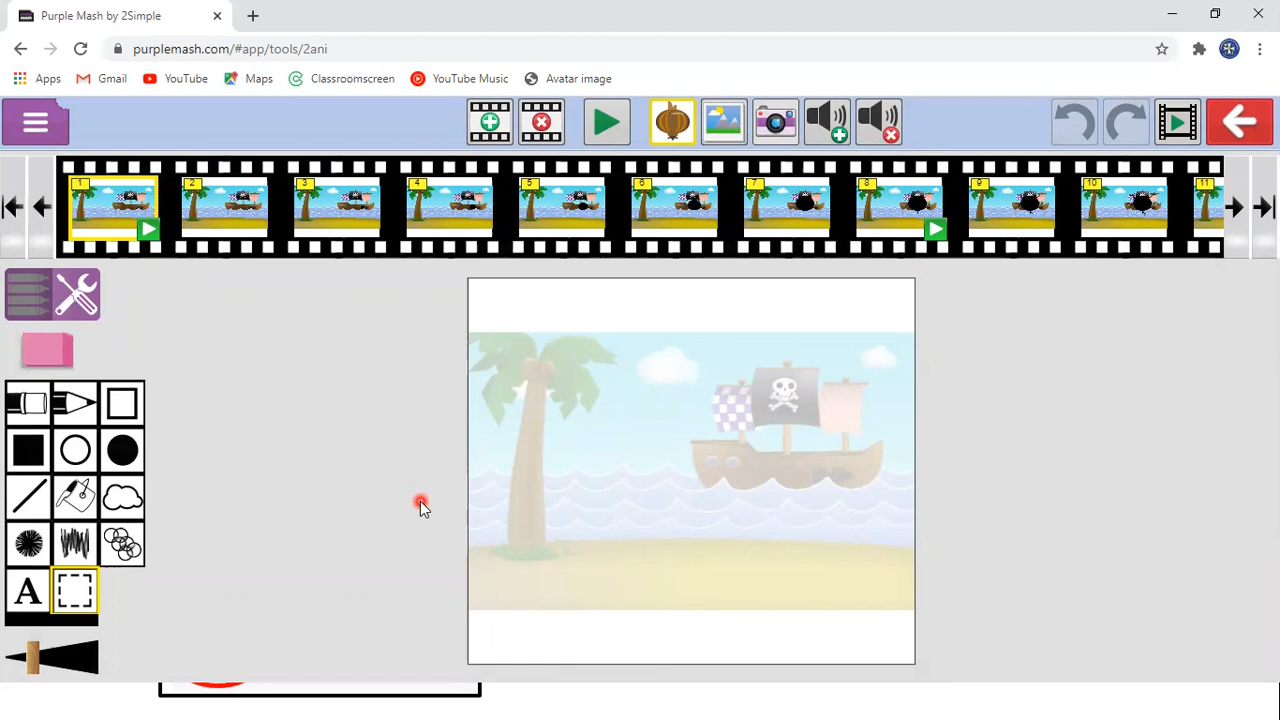 Purple Mash by 2Simple
purplemash.com/#app/tools/2ani
Apps Gmail YouTube Maps Classroomscreen YouTube Music Avatar image
1 2 3 4 5 6 7 8 9 10 11
A